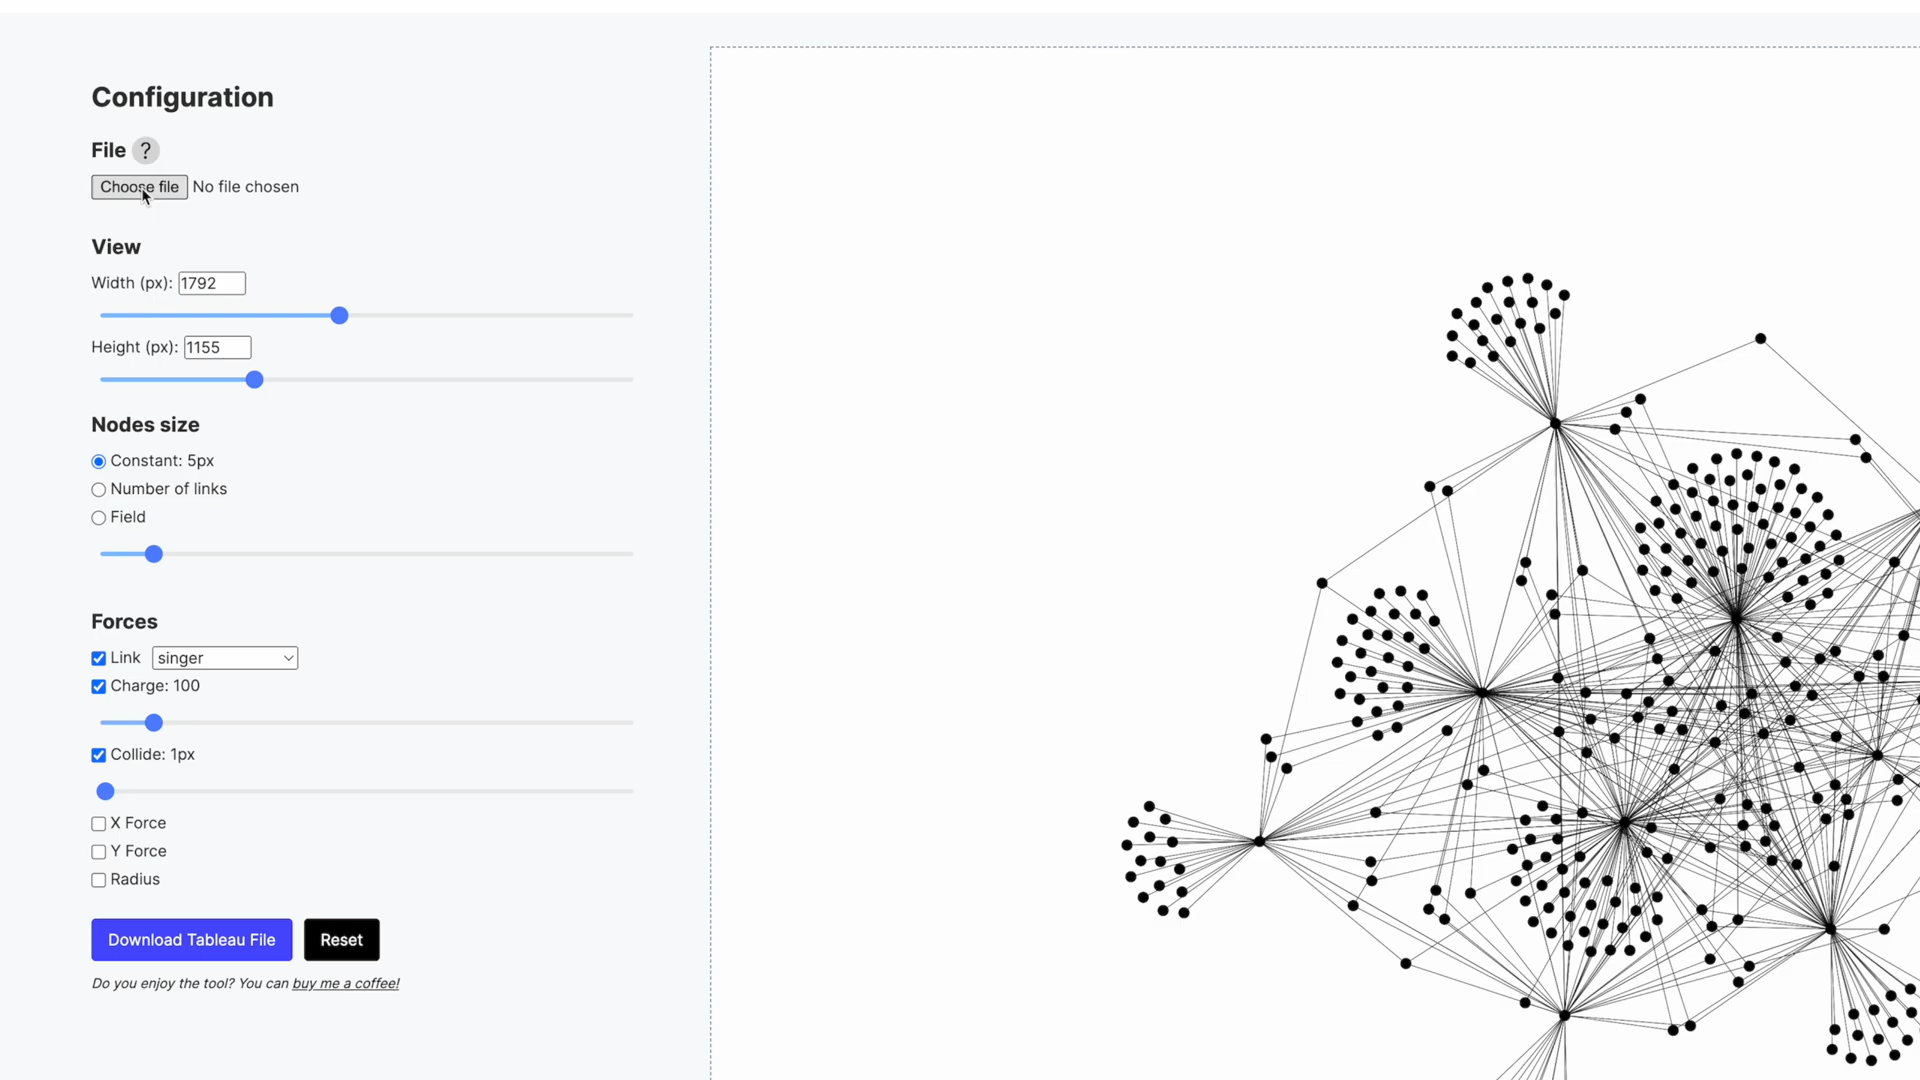 Configuration
File ?
Choose file No file chosen
View
Width (px): 1792
Height (px): 1155
Nodes size
Constant: 5px
Number of links
Field
Forces
Link singer
Charge: 100
Collide: 1px
X Force
Y Force
Radius
Download Tableau File Reset
Do you enjoy the tool? You can buy me a coffee!